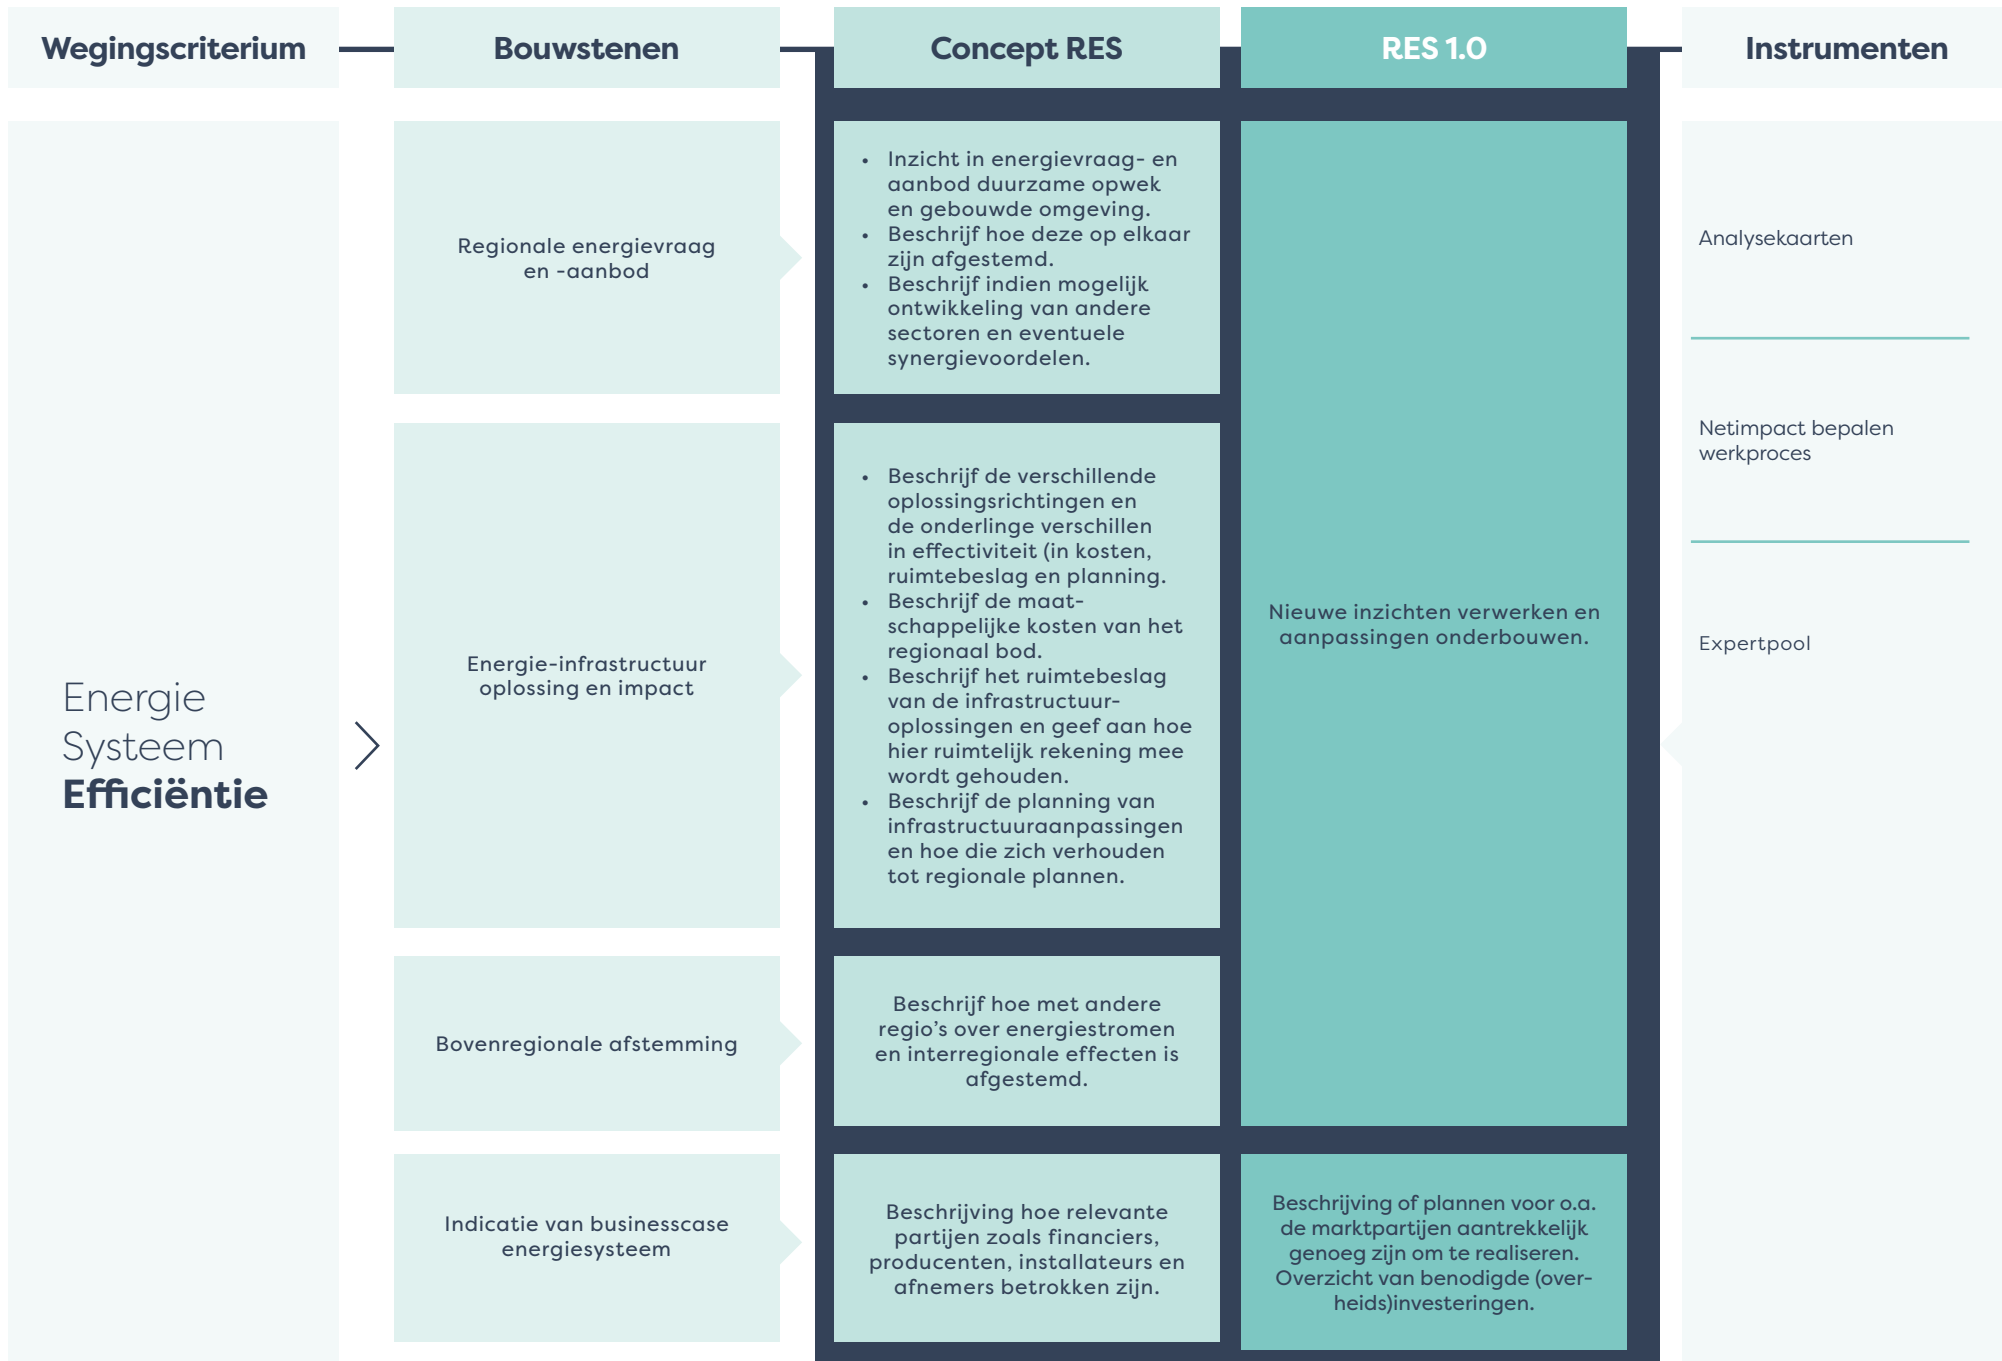 Wegingscriterium
Bouwstenen
Concept RES
RES 1.0
Instrumenten
Energie
Systeem
Efficiëntie
Regionale energievraag
en -aanbod
• Inzicht in energievraag- en
aanbod duurzame opwek
en gebouwde omgeving.
• Beschrijf hoe deze op elkaar
zijn afgestemd.
• Beschrijf indien mogelijk
ontwikkeling van andere
sectoren en eventuele
synergievoordelen.
Energie-infrastructuur
oplossing en impact
• Beschrijf de verschillende
oplossingsrichtingen en
de onderlinge verschillen
in effectiviteit (in kosten,
ruimtebeslag en planning.
• Beschrijf de maat-
schappelijke kosten van het
regionaal bod.
• Beschrijf het ruimtebeslag
van de infrastructuur-
oplossingen en geef aan hoe
hier ruimtelijk rekening mee
wordt gehouden.
• Beschrijf de planning van
infrastructuuraanpassingen
en hoe die zich verhouden
tot regionale plannen.
Bovenregionale afstemming
Beschrijf hoe met andere
regio's over energiestromen
en interregionale effecten is
afgestemd.
Nieuwe inzichten verwerken en
aanpassingen onderbouwen.
Indicatie van businesscase
energiesysteem
Beschrijving hoe relevante
partijen zoals financiers,
producenten, installateurs en
afnemers betrokken zijn.
Beschrijving of plannen voor o.a.
de marktpartijen aantrekkelijk
genoeg zijn om te realiseren.
Overzicht van benodigde (over-
heids)investeringen.
Analysekaarten
Netimpact bepalen
werkproces
Expertpool